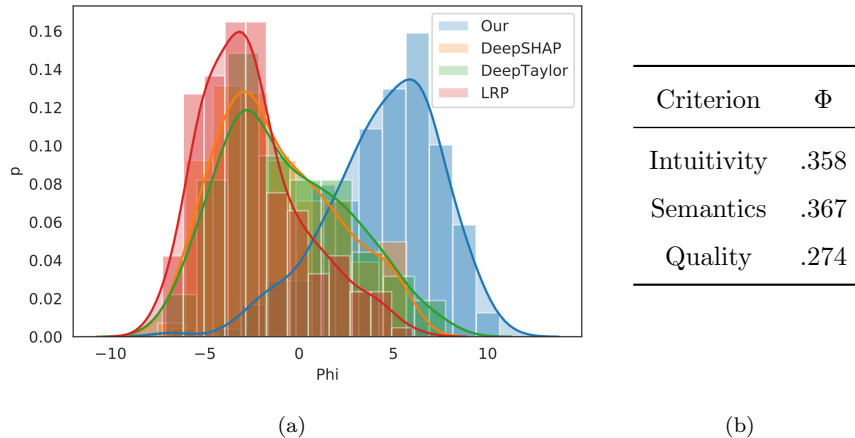 0.16
0.14
0.12
0.10
0.08
0.06
0.04
0.02
0.00
p
−10
−5
0
5
10
Phi
Our
DeepSHAP
DeepTaylor
LRP
(a)
Criterion Φ
Intuitivity .358
Semantics .367
Quality .274
(b)